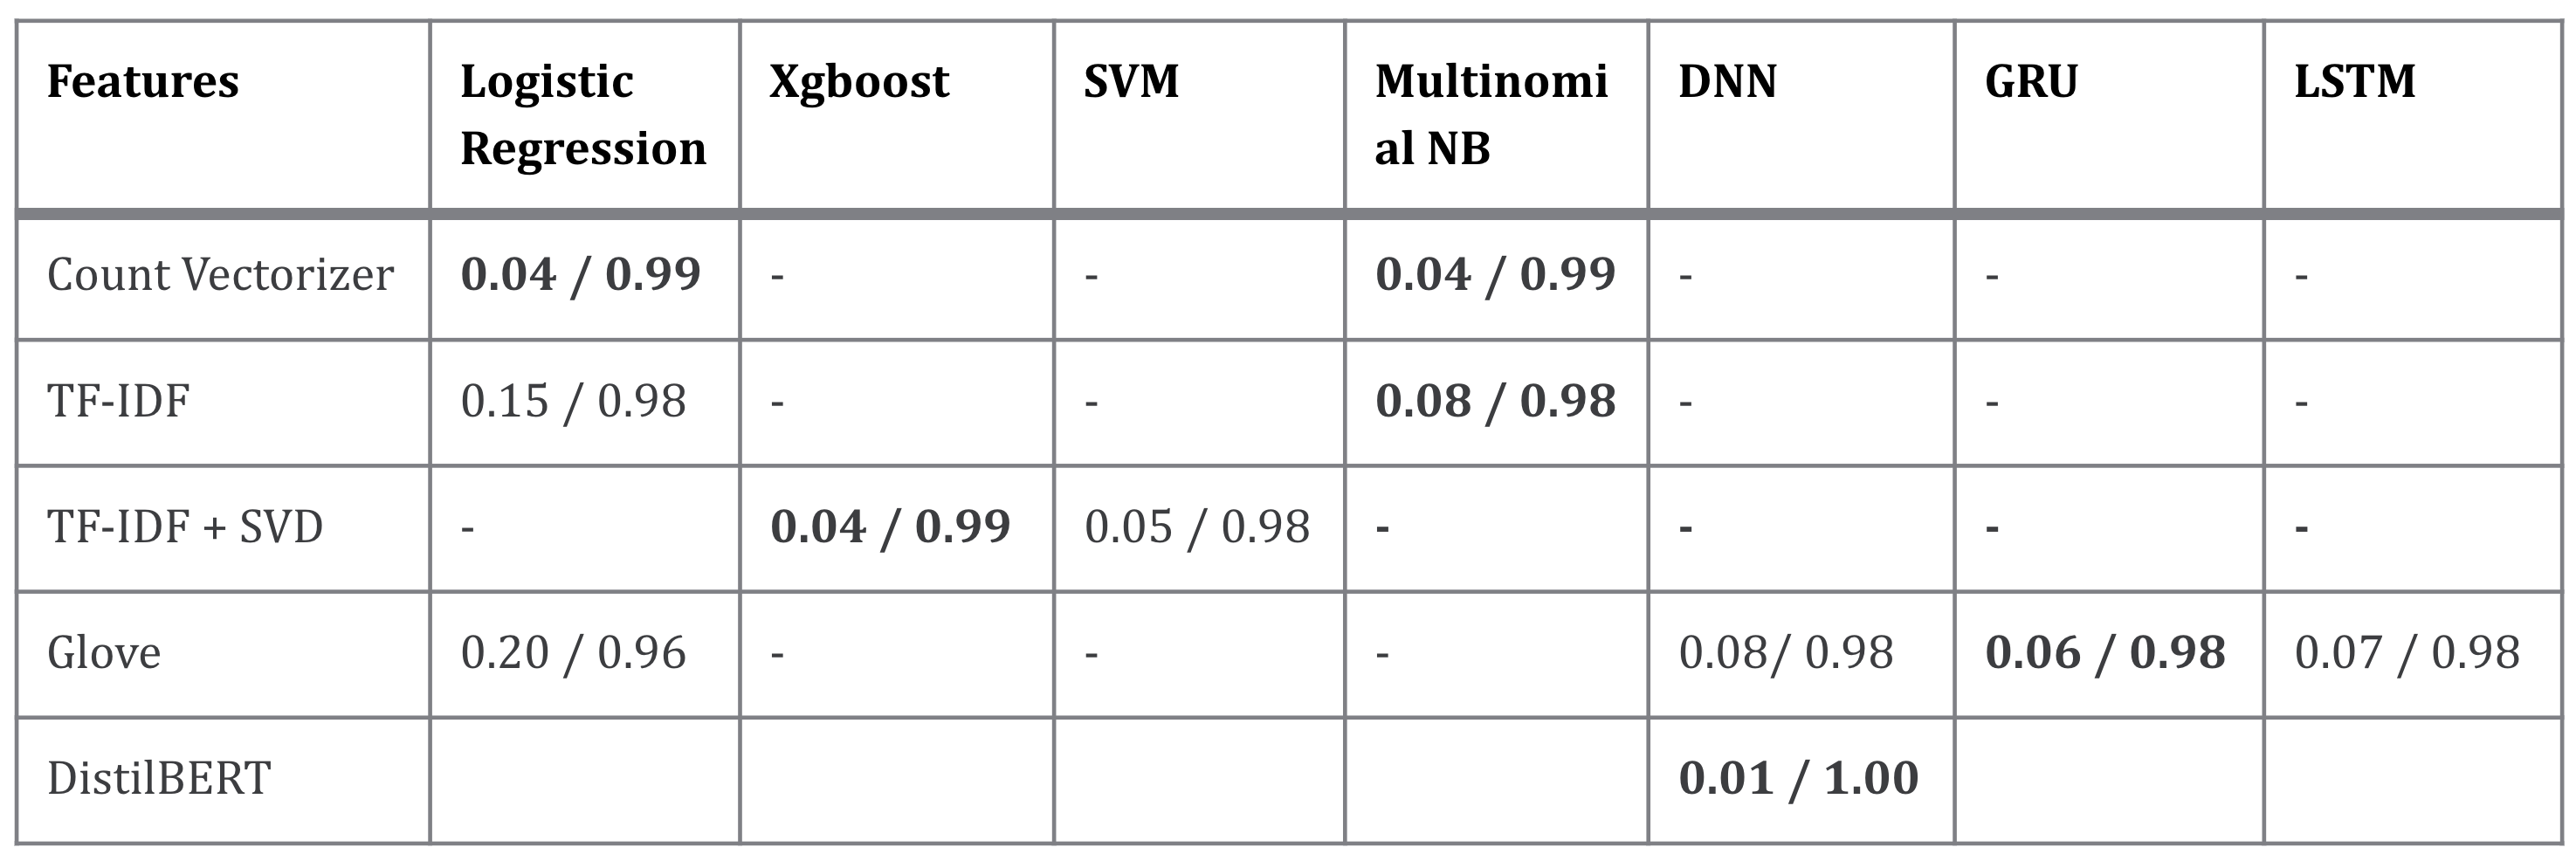 Features Logistic Xgboost SVM Multinomi DNN GRU LSTM
Regression al NB
Count Vectorizer 0.04 / 0.99 - - 0.04 / 0.99 - - -
TF-IDF 0.15 / 0.98 - - 0.08 / 0.98 - - -
TF-IDF + SVD - 0.04 / 0.99 0.05 / 0.98 - - - -
Glove 0.20 / 0.96 - - - 0.08/ 0.98 0.06 / 0.98 0.07 / 0.98
DistilBERT 0.01 / 1.00